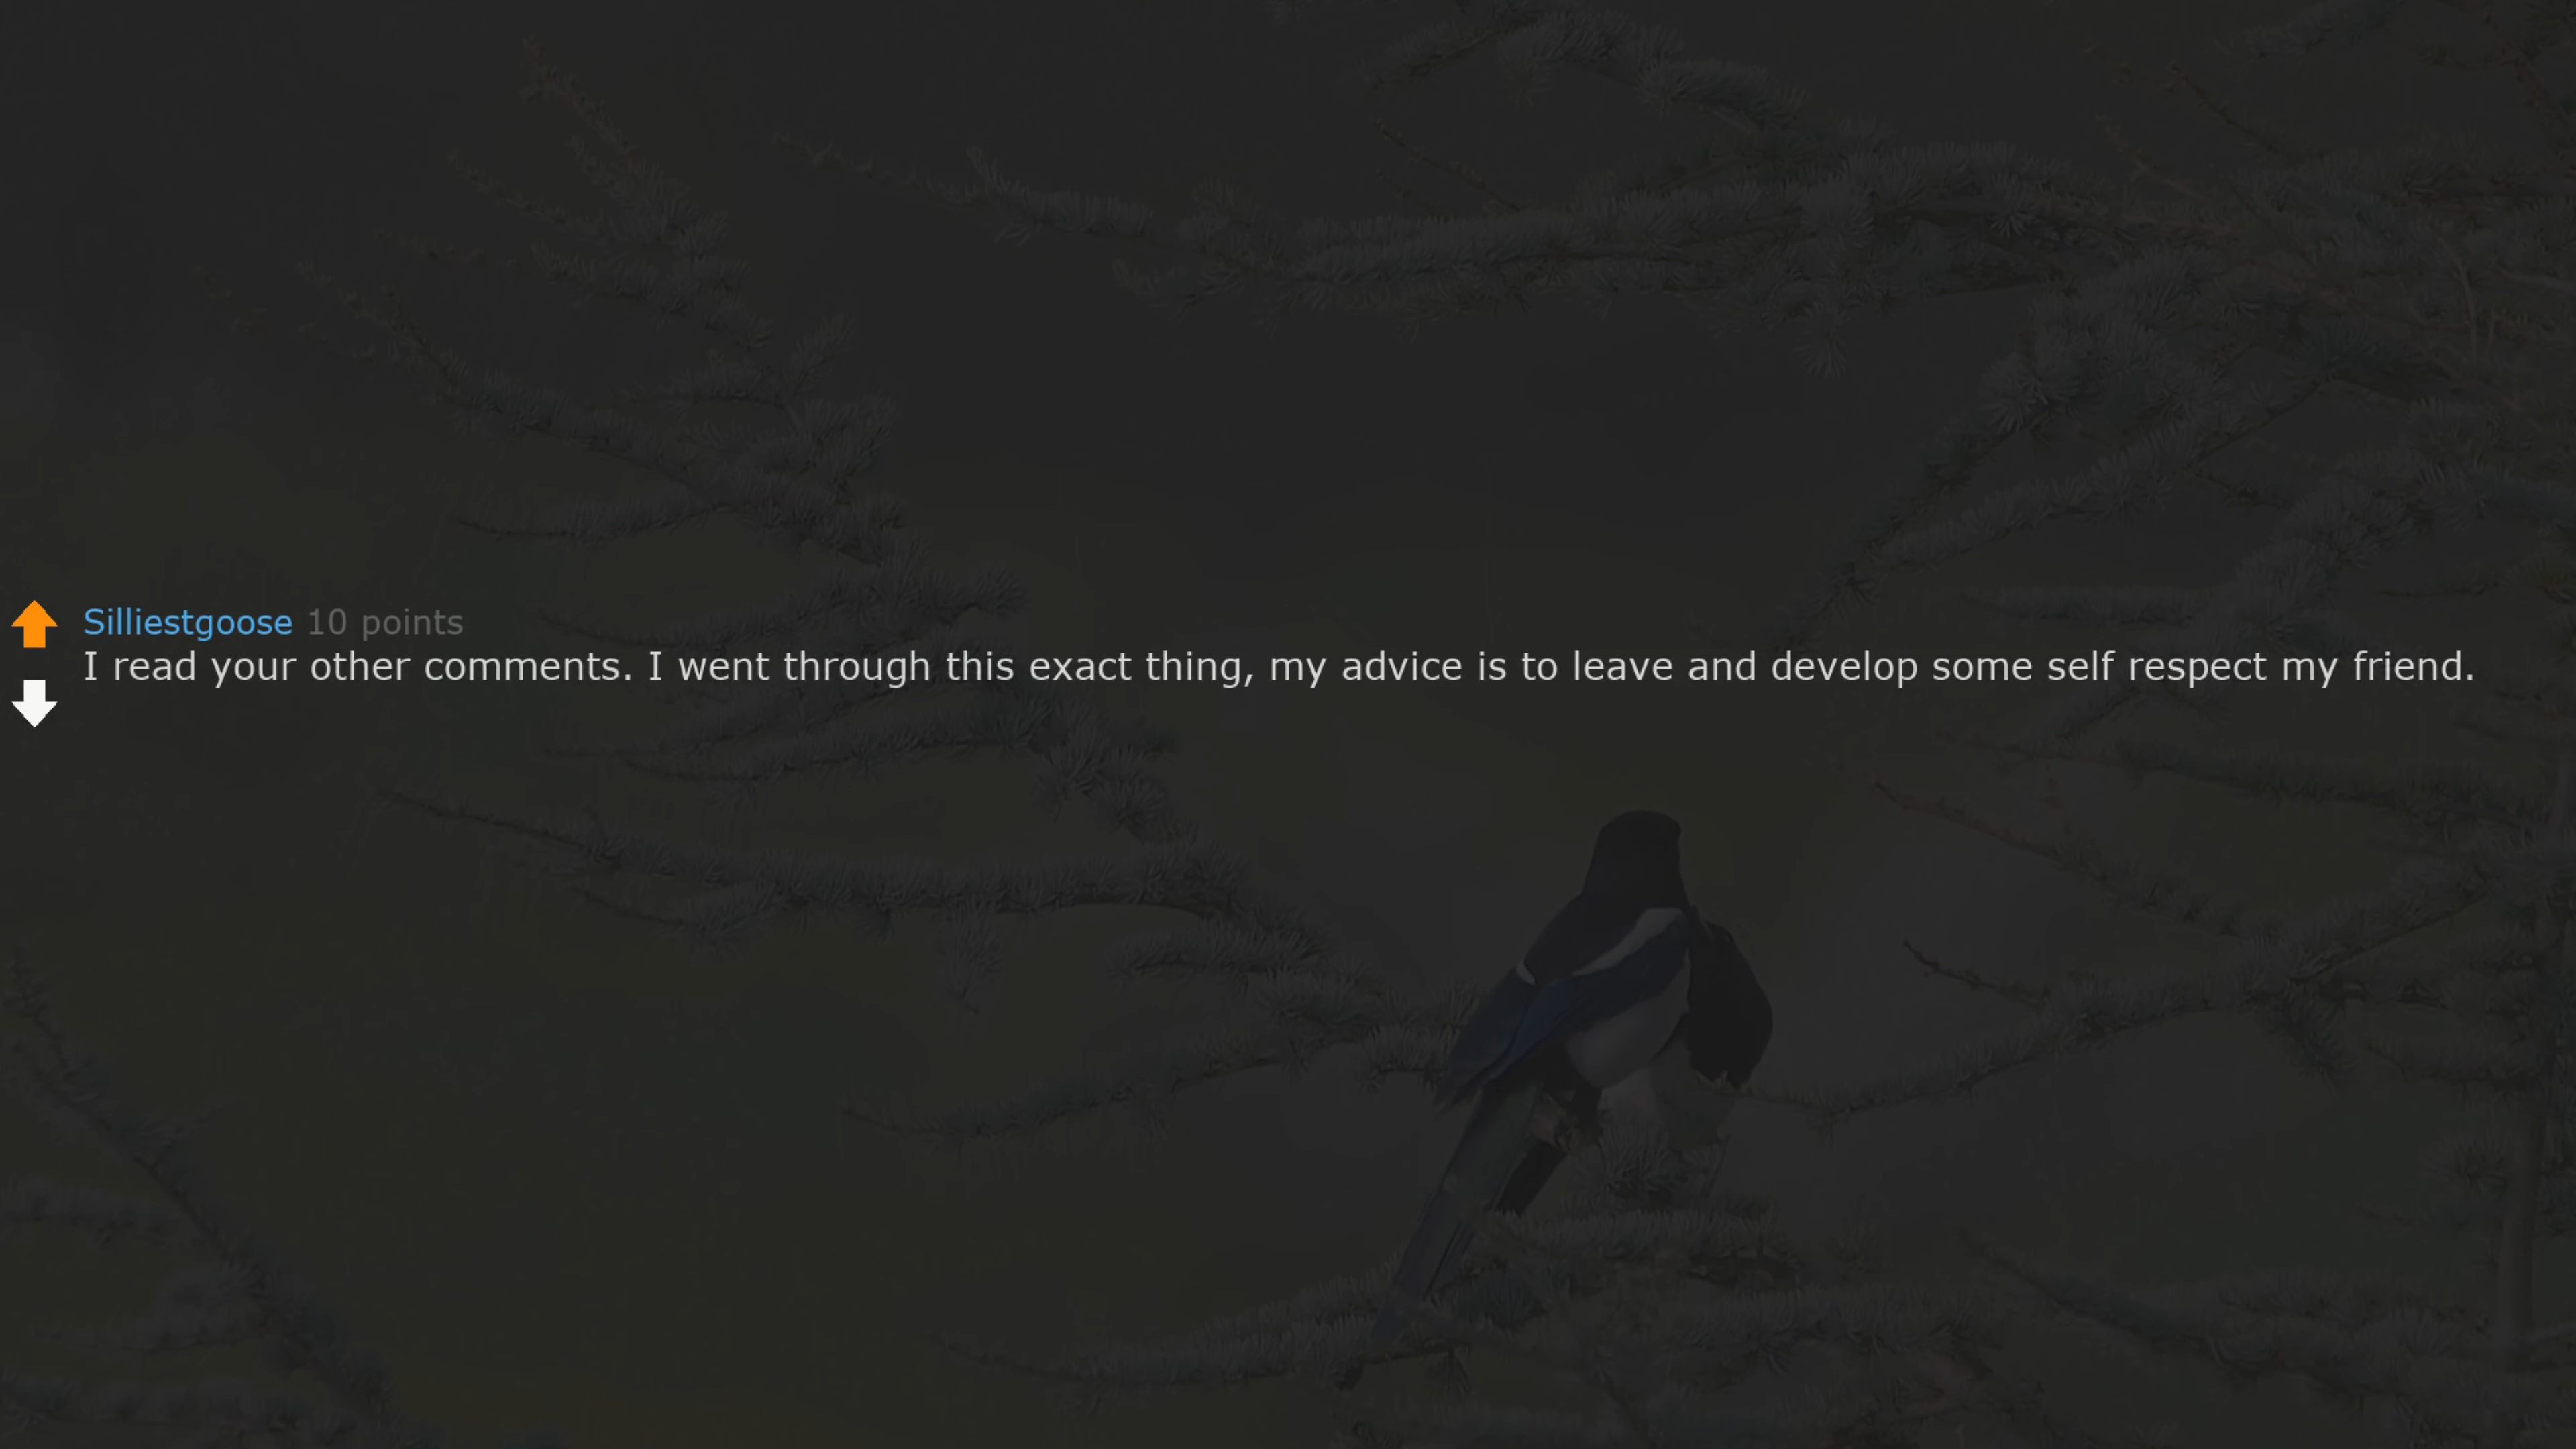 Silliestgoose 10 points
I read your other comments. I went through this exact thing, my advice is to leave and develop some self respect my friend.